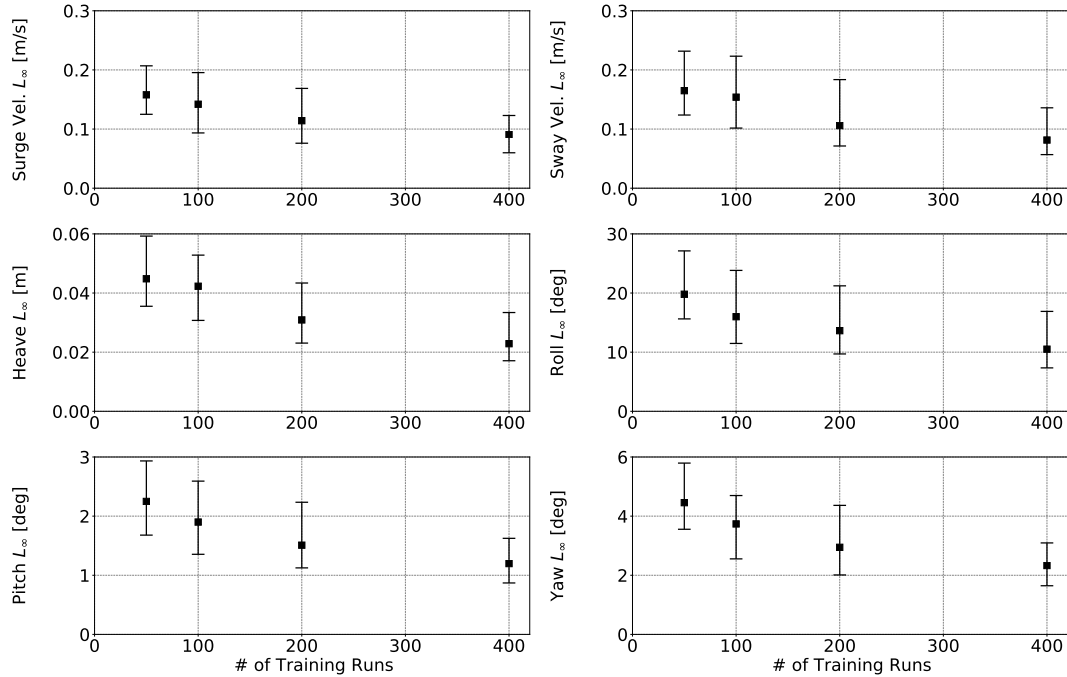 Surge Vel. L∞ [m/s]
0.3
0.2
0.1
0.0
0 100 200 300 400
Sway Vel. L∞ [m/s]
0.3
0.2
0.1
0.0
0 100 200 300 400
Heave L∞ [m]
0.06
0.04
0.02
0.00
0 100 200 300 400
Roll L∞ [deg]
30
20
10
0
0 100 200 300 400
Pitch L∞ [deg]
3
2
1
0
0 100 200 300 400
# of Training Runs
Yaw L∞ [deg]
6
4
2
0
0 100 200 300 400
# of Training Runs